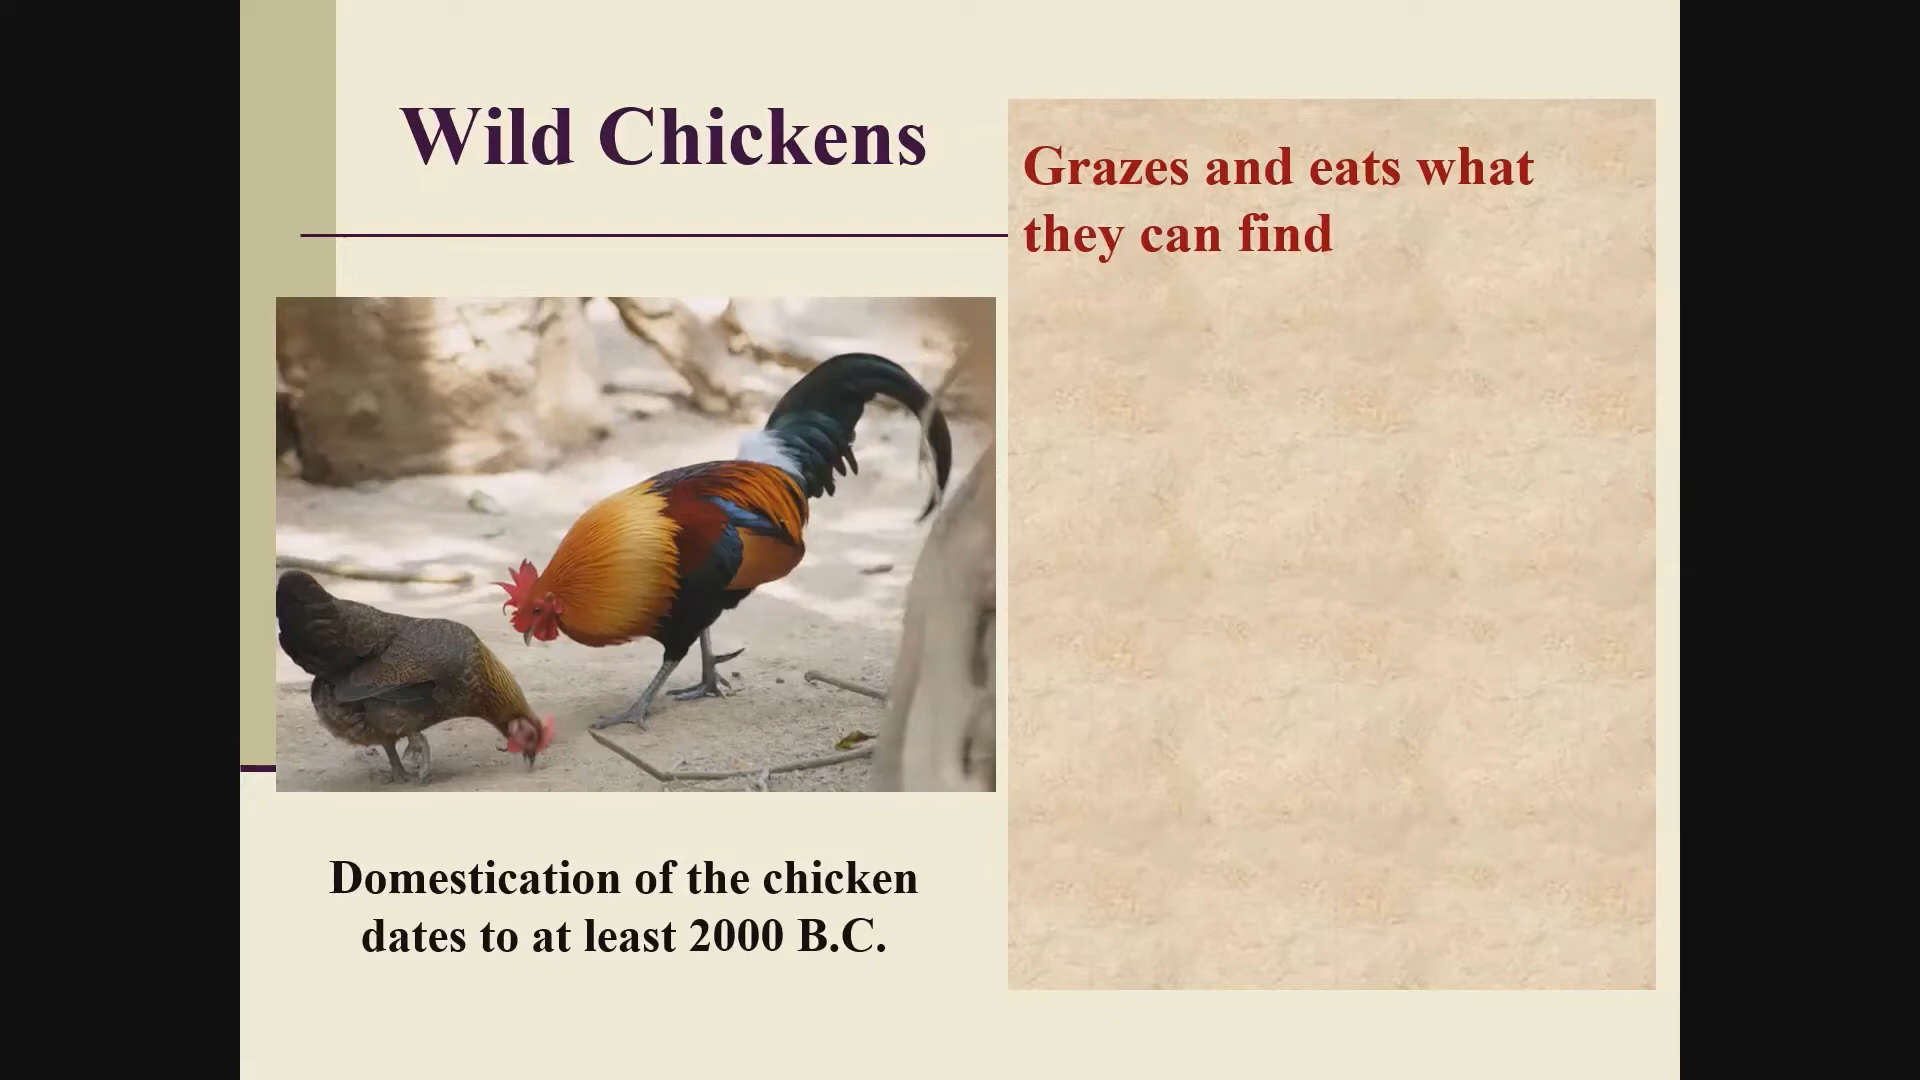 Wild Chickens
Grazes and eats what
they can find
Domestication of the chicken
dates to at least 2000 B.C.